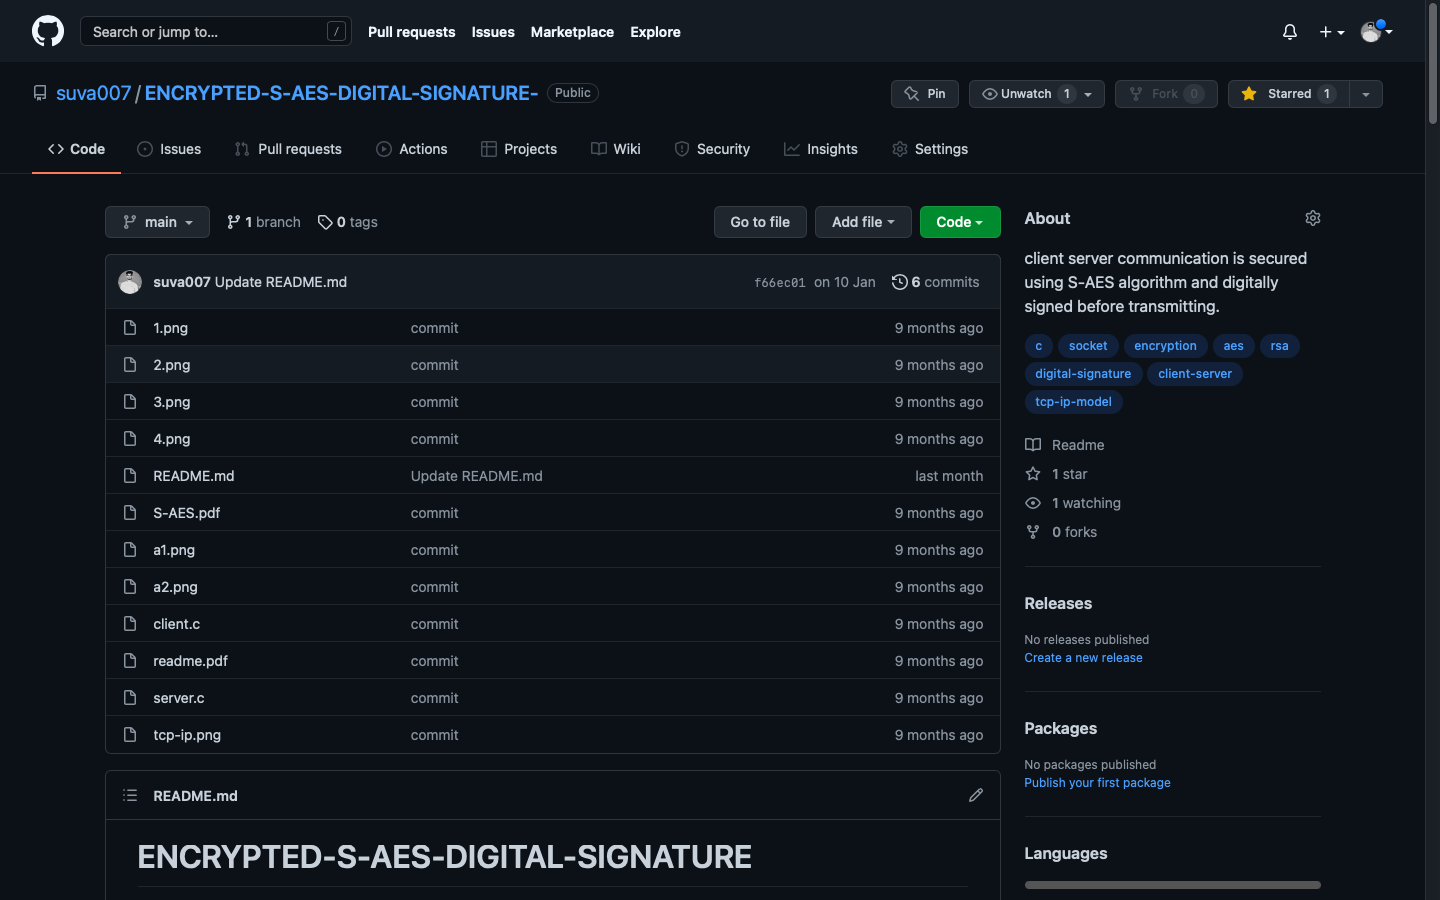 Search or jump to... /
Pull requests Issues Marketplace Explore
suva007 / ENCRYPTED-S-AES-DIGITAL-SIGNATURE- Public
Pin Unwatch 1 Fork 0 Starred 1
Code Issues Pull requests Actions Projects Wiki Security Insights Settings
main 1 branch 0 tags Go to file Add file Code
suva007 Update README.md f66ec01 on 10 Jan 6 commits
1.png commit 9 months ago
2.png commit 9 months ago
3.png commit 9 months ago
4.png commit 9 months ago
README.md Update README.md last month
S-AES.pdf commit 9 months ago
a1.png commit 9 months ago
a2.png commit 9 months ago
client.c commit 9 months ago
readme.pdf commit 9 months ago
server.c commit 9 months ago
tcp-ip.png commit 9 months ago
README.md
ENCRYPTED-S-AES-DIGITAL-SIGNATURE
About
client server communication is secured
using S-AES algorithm and digitally
signed before transmitting.
c socket encryption aes rsa
digital-signature client-server
tcp-ip-model
Readme
1 star
1 watching
0 forks
Releases
No releases published
Create a new release
Packages
No packages published
Publish your first package
Languages